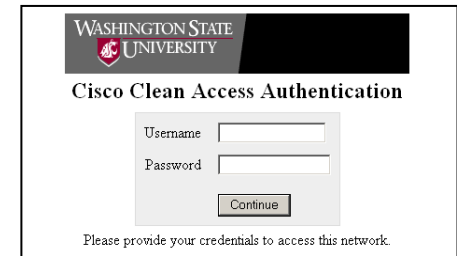 WASHINGTON STATE
UNIVERSITY
Cisco Clean Access Authentication
Username
Password
Continue
Please provide your credentials to access this network.